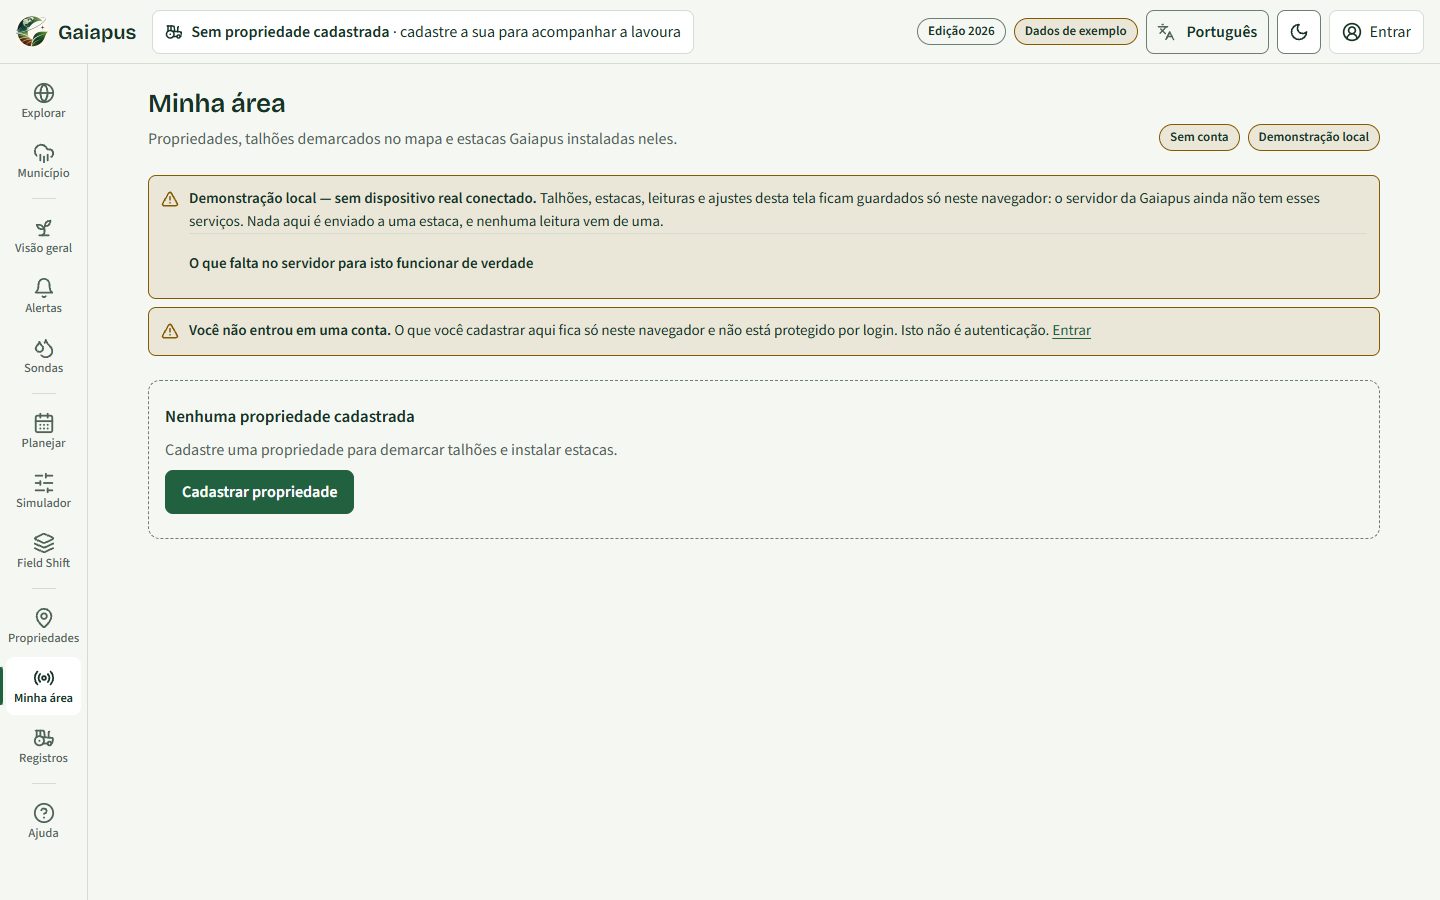 Gaiapus
Sem propriedade cadastrada · cadastre a sua para acompanhar a lavoura
Edição 2026
Dados de exemplo
Português
Entrar
Explorar
Município
Visão geral
Alertas
Sondas
Planejar
Simulador
Field Shift
Propriedades
Minha área
Registros
Ajuda
Minha área
Propriedades, talhões demarcados no mapa e estacas Gaiapus instaladas neles.
Sem conta
Demonstração local
Demonstração local — sem dispositivo real conectado. Talhões, estacas, leituras e ajustes desta tela ficam guardados só neste navegador: o servidor da Gaiapus ainda não tem esses
serviços. Nada aqui é enviado a uma estaca, e nenhuma leitura vem de uma.
O que falta no servidor para isto funcionar de verdade
Você não entrou em uma conta. O que você cadastrar aqui fica só neste navegador e não está protegido por login. Isto não é autenticação. Entrar
Nenhuma propriedade cadastrada
Cadastre uma propriedade para demarcar talhões e instalar estacas.
Cadastrar propriedade